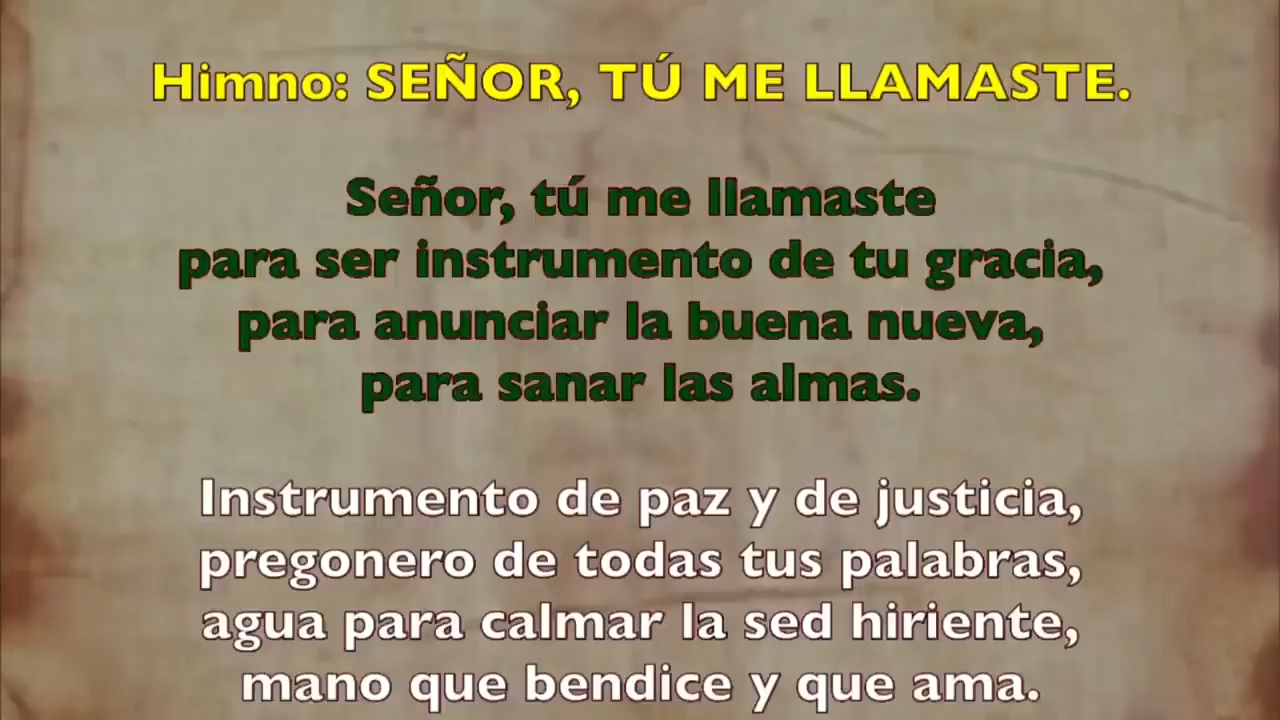 Himno: SEÑOR, TÚ ME LLAMASTE.
Señor, tú me llamaste
para ser instrumento de tu gracia,
para anunciar la buena nueva,
para sanar las almas.
Instrumento de paz y de justicia,
pregonero de todas tus palabras,
agua para calmar la sed hiriente,
mano que bendice y que ama.